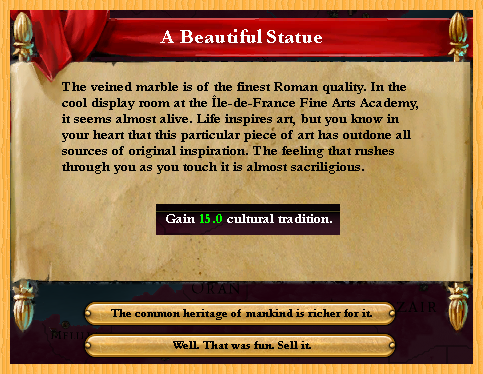 A Beautiful Statue
The veined marble is of the finest Roman quality. In the
cool display room at the Île-de-France Fine Arts Academy,
it seems almost alive. Life inspires art, but you know in
your heart that this particular piece of art has outdone all
sources of original inspiration. The feeling that rushes
through you as you touch it is almost sacriligious.
Gain 15.0 cultural tradition.
ORAN
The common heritage of mankind is richer for it.
Well. That was fun. Sell it.